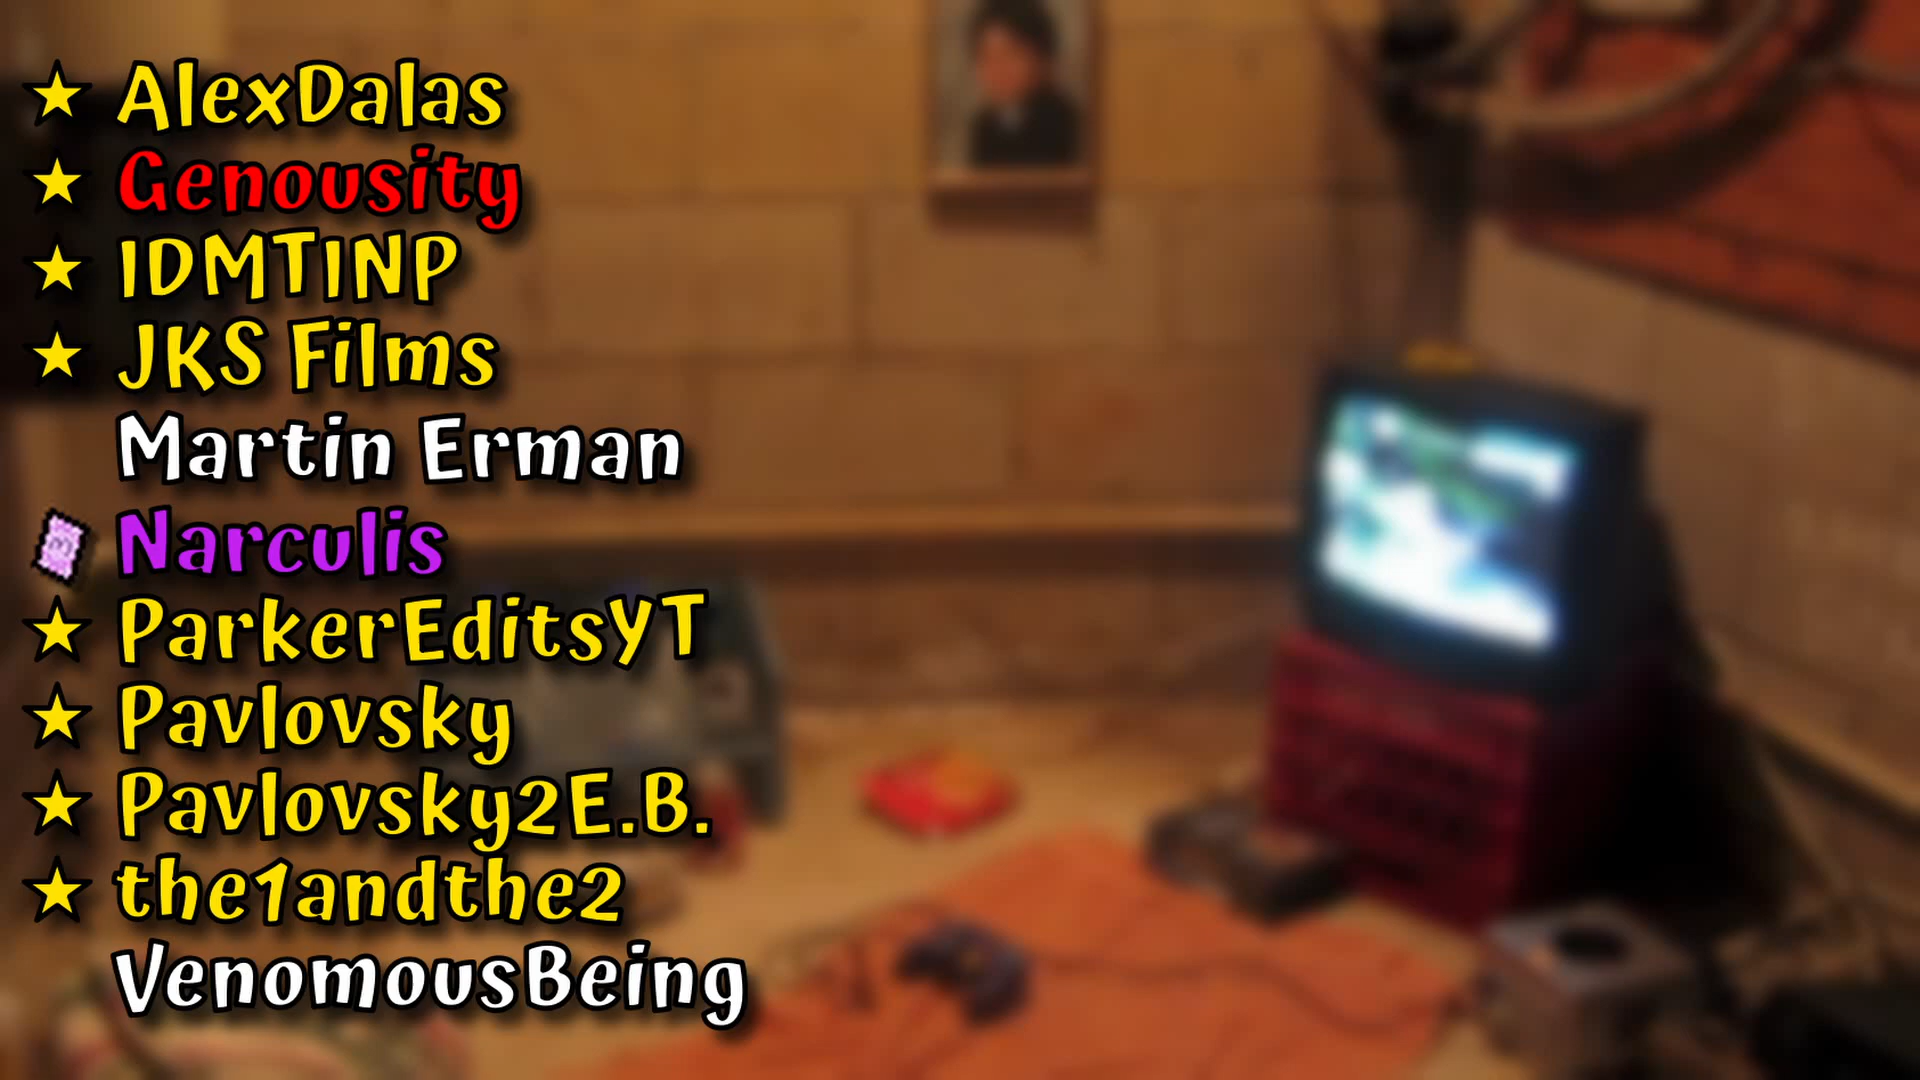 ★ AlexDalas
★ Genousity
★ IDMTINP
★ JKS Films
Martin Erman
Narculis
★ ParkerEditsYT
★ Pavlovsky
★ Pavlovsky2E.B.
★ the1andthe2
VenomousBeing